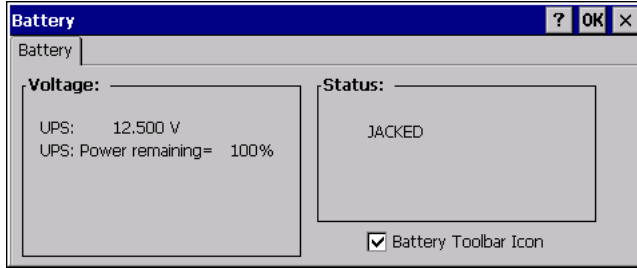 Battery ? OK ×
Battery
Voltage:
UPS: 12.500 V
UPS: Power remaining= 100%
Status:
JACKED
Battery Toolbar Icon